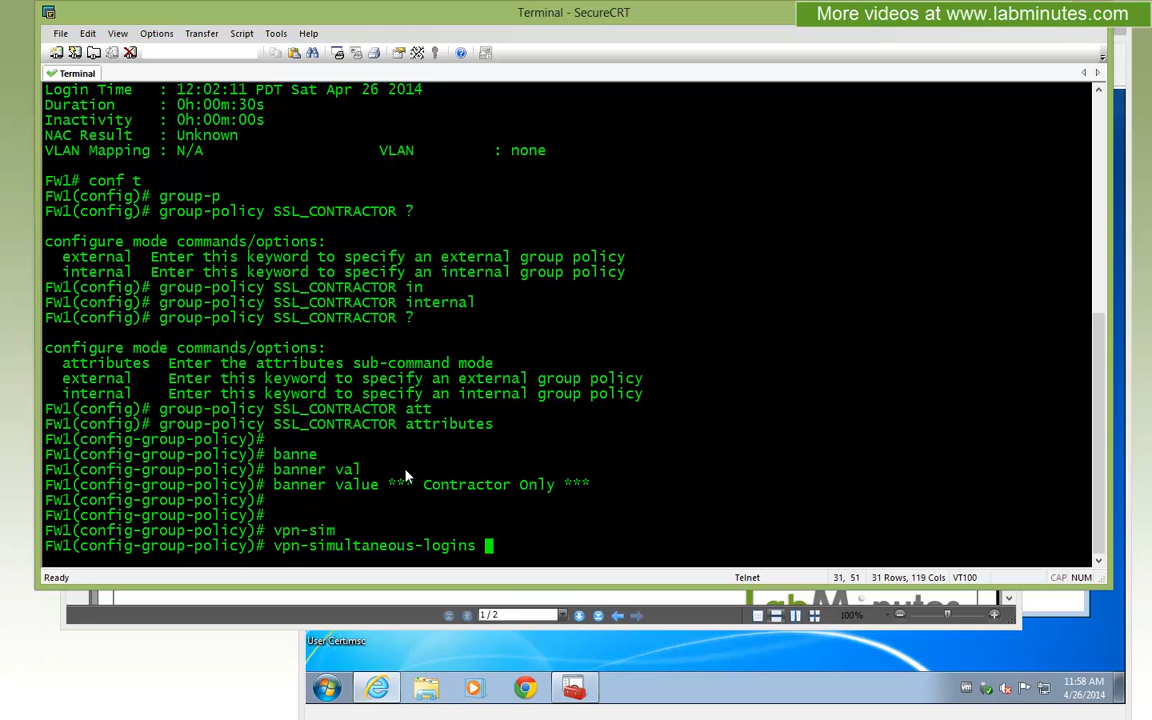 Terminal - SecureCRT
More videos at www.labminutes.com
File Edit View Options Transfer Script Tools Help
Terminal
Login Time   : 12:02:11 PDT Sat Apr 26 2014
Duration     : 0h:00m:30s
Inactivity   : 0h:00m:00s
NAC Result   : Unknown
VLAN Mapping : N/A                    VLAN         : none
FW1# conf t
FW1(config)# group-p
FW1(config)# group-policy SSL_CONTRACTOR ?
configure mode commands/options:
  external  Enter this keyword to specify an external group policy
  internal  Enter this keyword to specify an internal group policy
FW1(config)# group-policy SSL_CONTRACTOR in
FW1(config)# group-policy SSL_CONTRACTOR internal
FW1(config)# group-policy SSL_CONTRACTOR ?
configure mode commands/options:
  attributes  Enter the attributes sub-command mode
  external    Enter this keyword to specify an external group policy
  internal    Enter this keyword to specify an internal group policy
FW1(config)# group-policy SSL_CONTRACTOR att
FW1(config)# group-policy SSL_CONTRACTOR attributes
FW1(config-group-policy)#
FW1(config-group-policy)# banne
FW1(config-group-policy)# banner val
FW1(config-group-policy)# banner value *** Contractor Only ***
FW1(config-group-policy)#
FW1(config-group-policy)#
FW1(config-group-policy)# vpn-sim
FW1(config-group-policy)# vpn-simultaneous-logins
Ready Telnet 31, 51 31 Rows, 119 Cols VT100 CAP NUM
1/2 100%
User Cert.msc
11:58 AM
4/26/2014